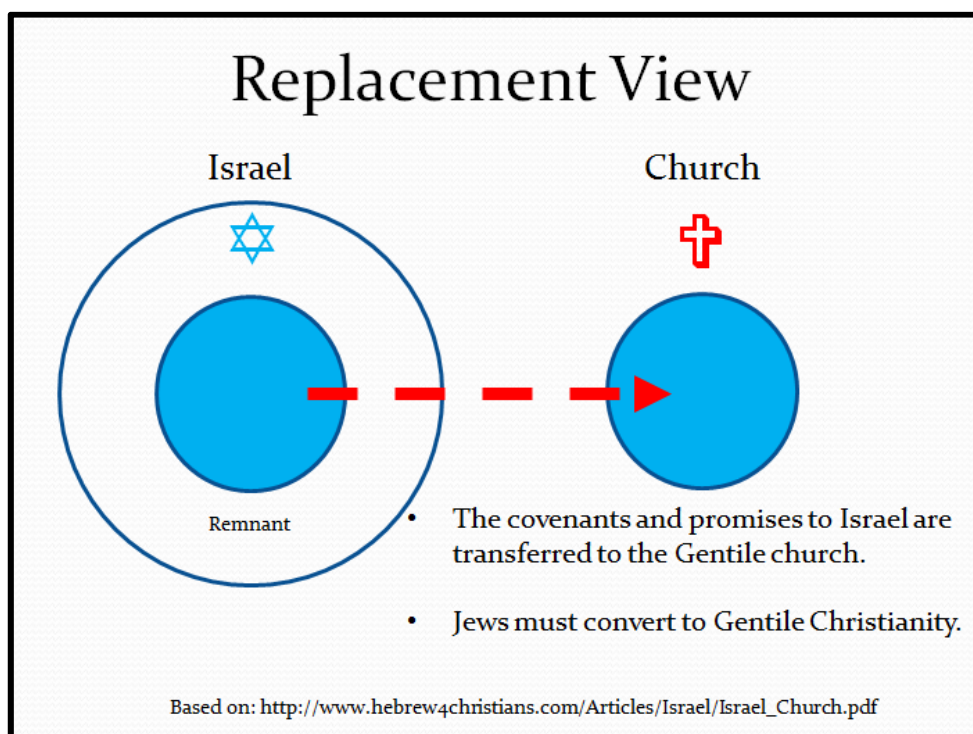 Replacement View
Israel
Church
Remnant
• The covenants and promises to Israel are
transferred to the Gentile church.
• Jews must convert to Gentile Christianity.
Based on: http://www.hebrew4christians.com/Articles/Israel/Israel_Church.pdf